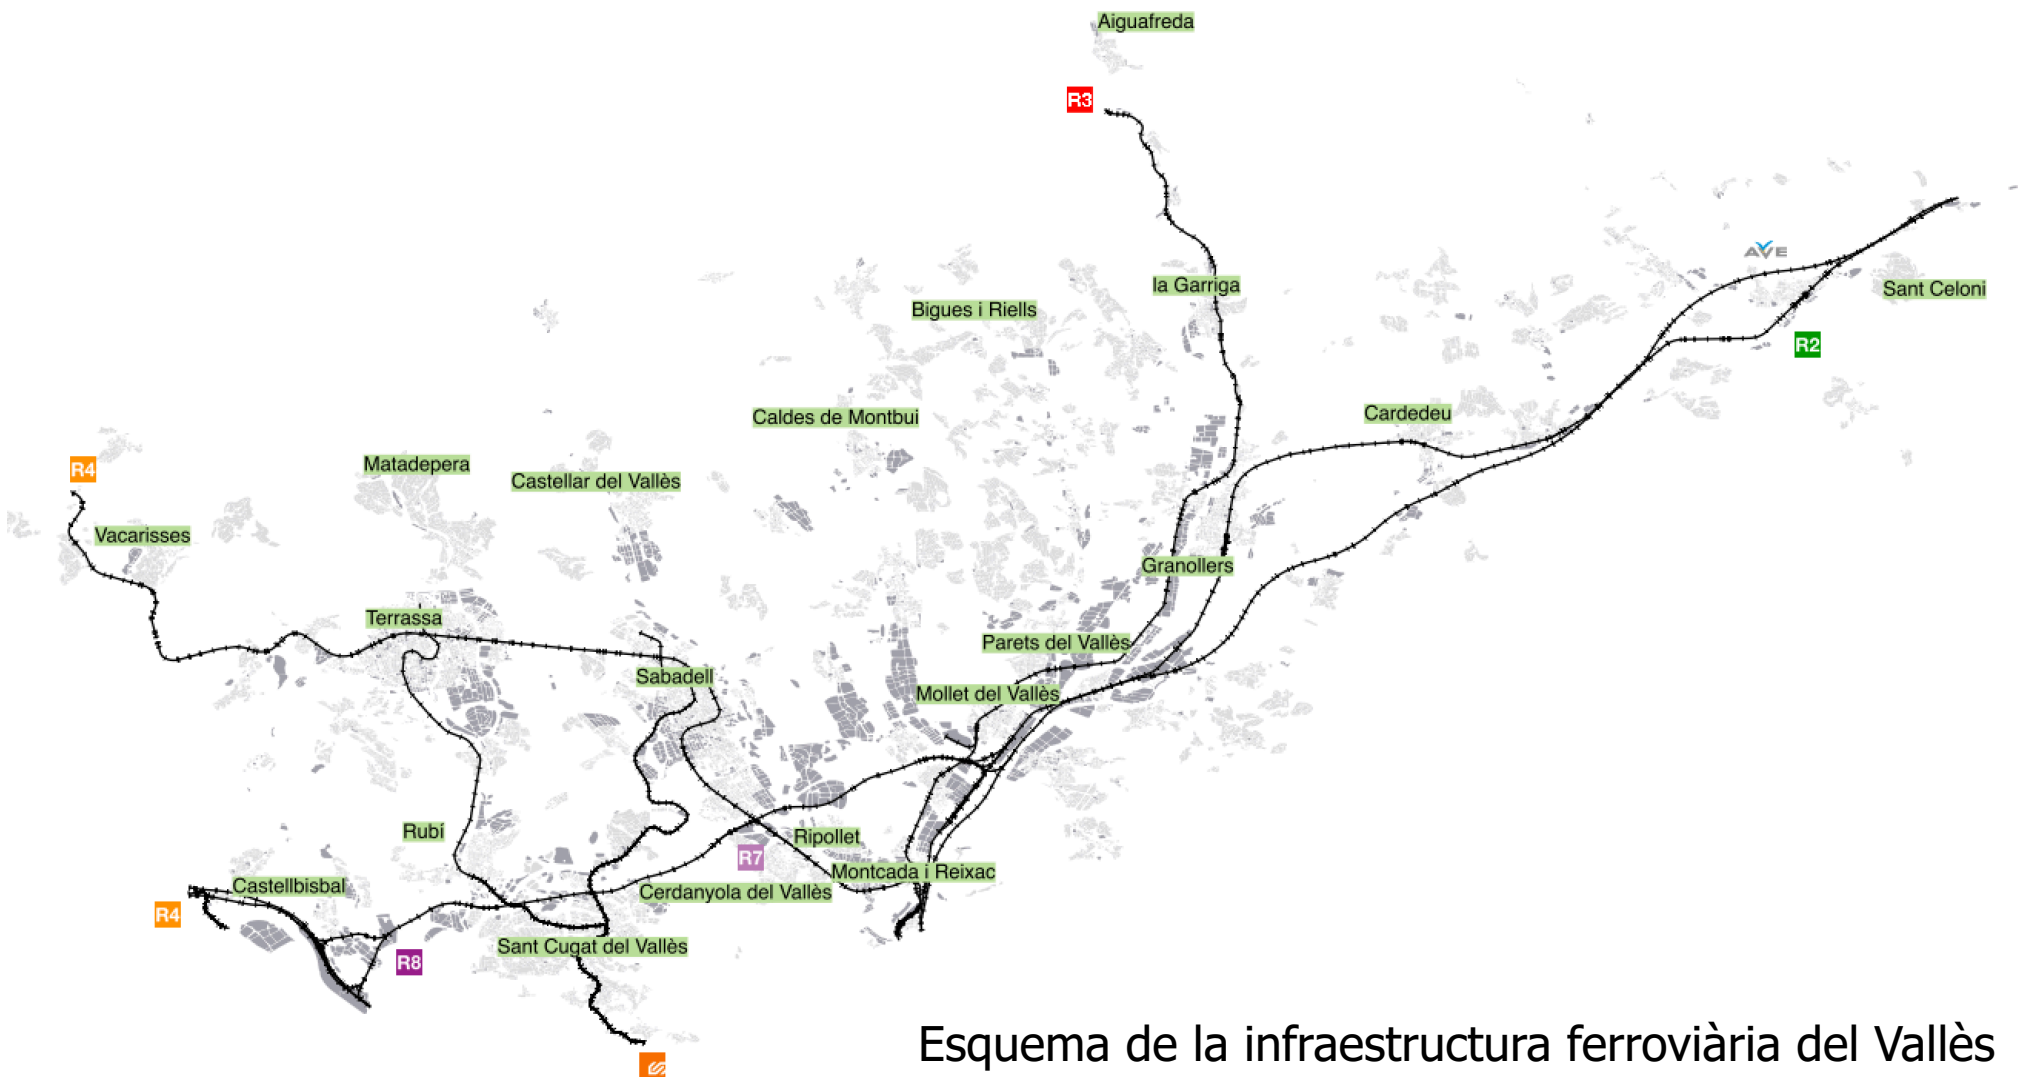 Aiguafreda
R3
AVE
la Garriga
Sant Celoni
Bigues i Riells
R2
Cardedeu
Caldes de Montbui
R4
Matadepera
Castellar del Vallès
Vacarisses
Granollers
Terrassa
Parets del Vallès
Sabadell
Mollet del Vallès
Rubí
Ripollet
R7
Montcada i Reixac
Castellbisbal
Cerdanyola del Vallès
R4
Sant Cugat del Vallès
R8
Esquema de la infraestructura ferroviària del Vallès